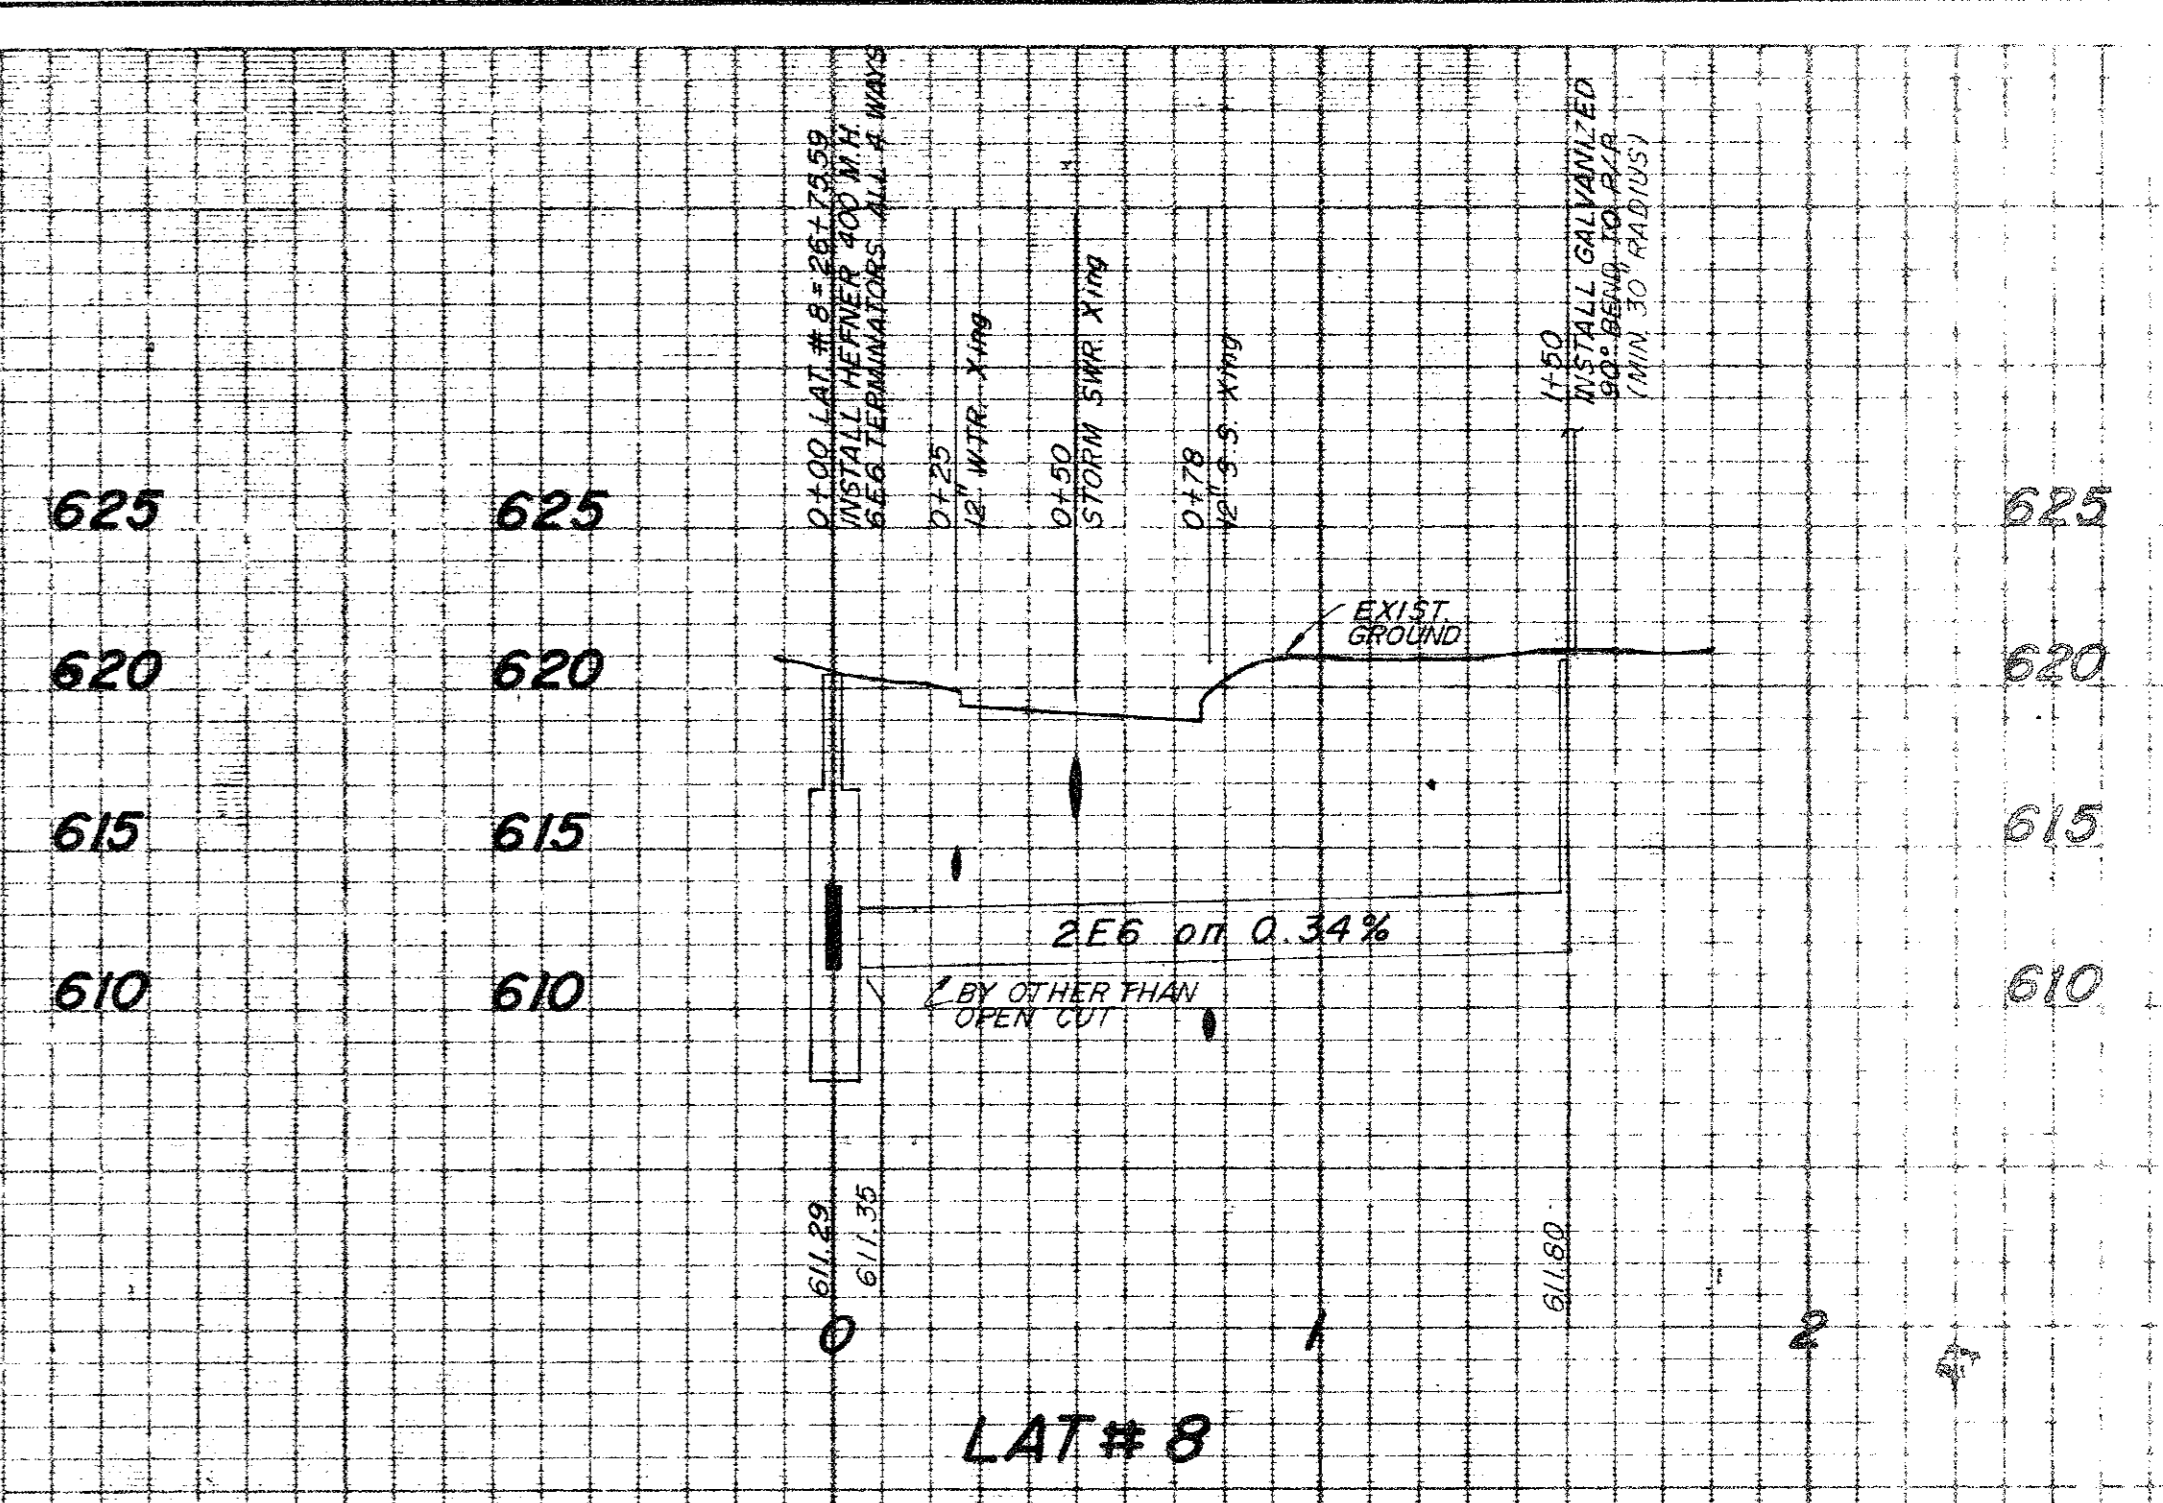 0+00 LAT. # 8 = 26+75.59
INSTALL HEFNER 400 M.H.
6E6 TERMINATORS ALL 4 WAYS
0+25
12" WTR. Xing
0+50
STORM SWR. Xing
0+78
12" S.S. Xing
1+50
INSTALL GALVANIZED
90° BEND TO R/P
(MIN. 30" RADIUS)
625 625 625
EXIST.
GROUND
620 620 620
615 615 615
2E6 on 0.34%
610 610 610
BY OTHER THAN
OPEN CUT
611.29
611.35
611.80
0 1 2
LAT # 8